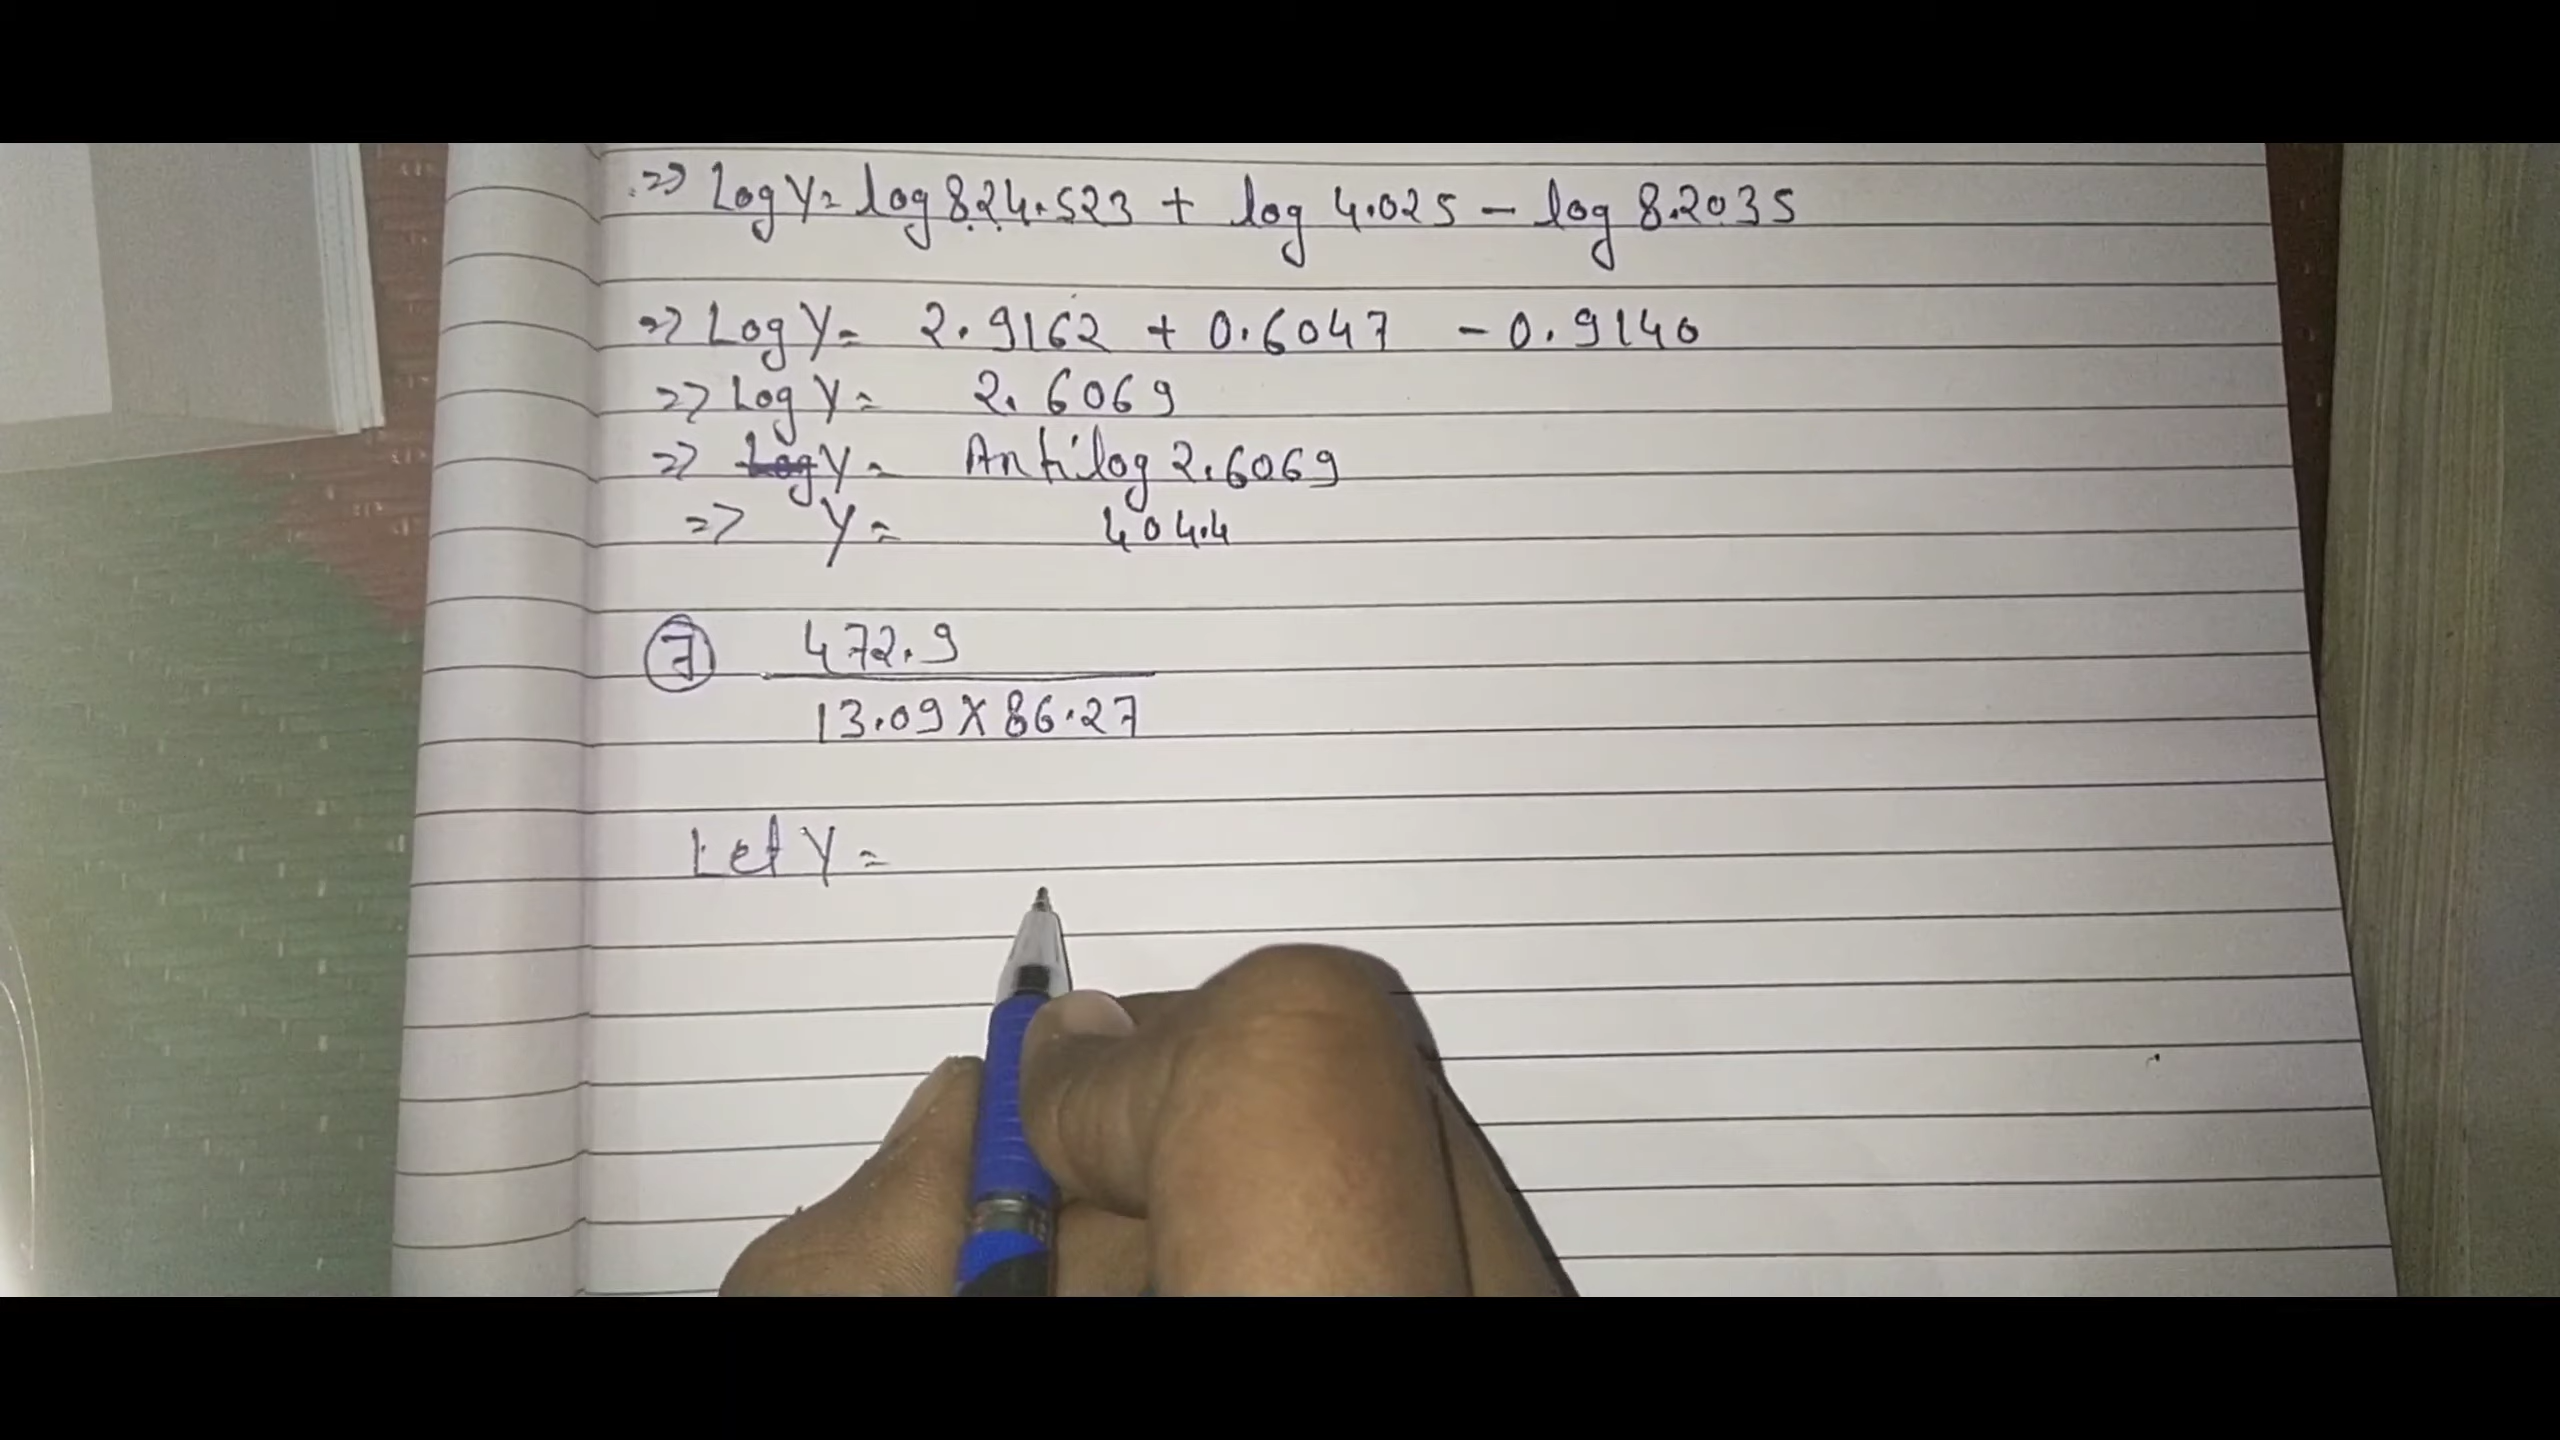 => Log Y = log 824.523 + log 4.025 - log 8.2035
=> Log Y = 2.9162 + 0.6047 - 0.9140
=> Log Y = 2.6069
=> Log Y = Antilog 2.6069
=> Y = 404.4
7 472.9
13.09 X 86.27
Let Y =